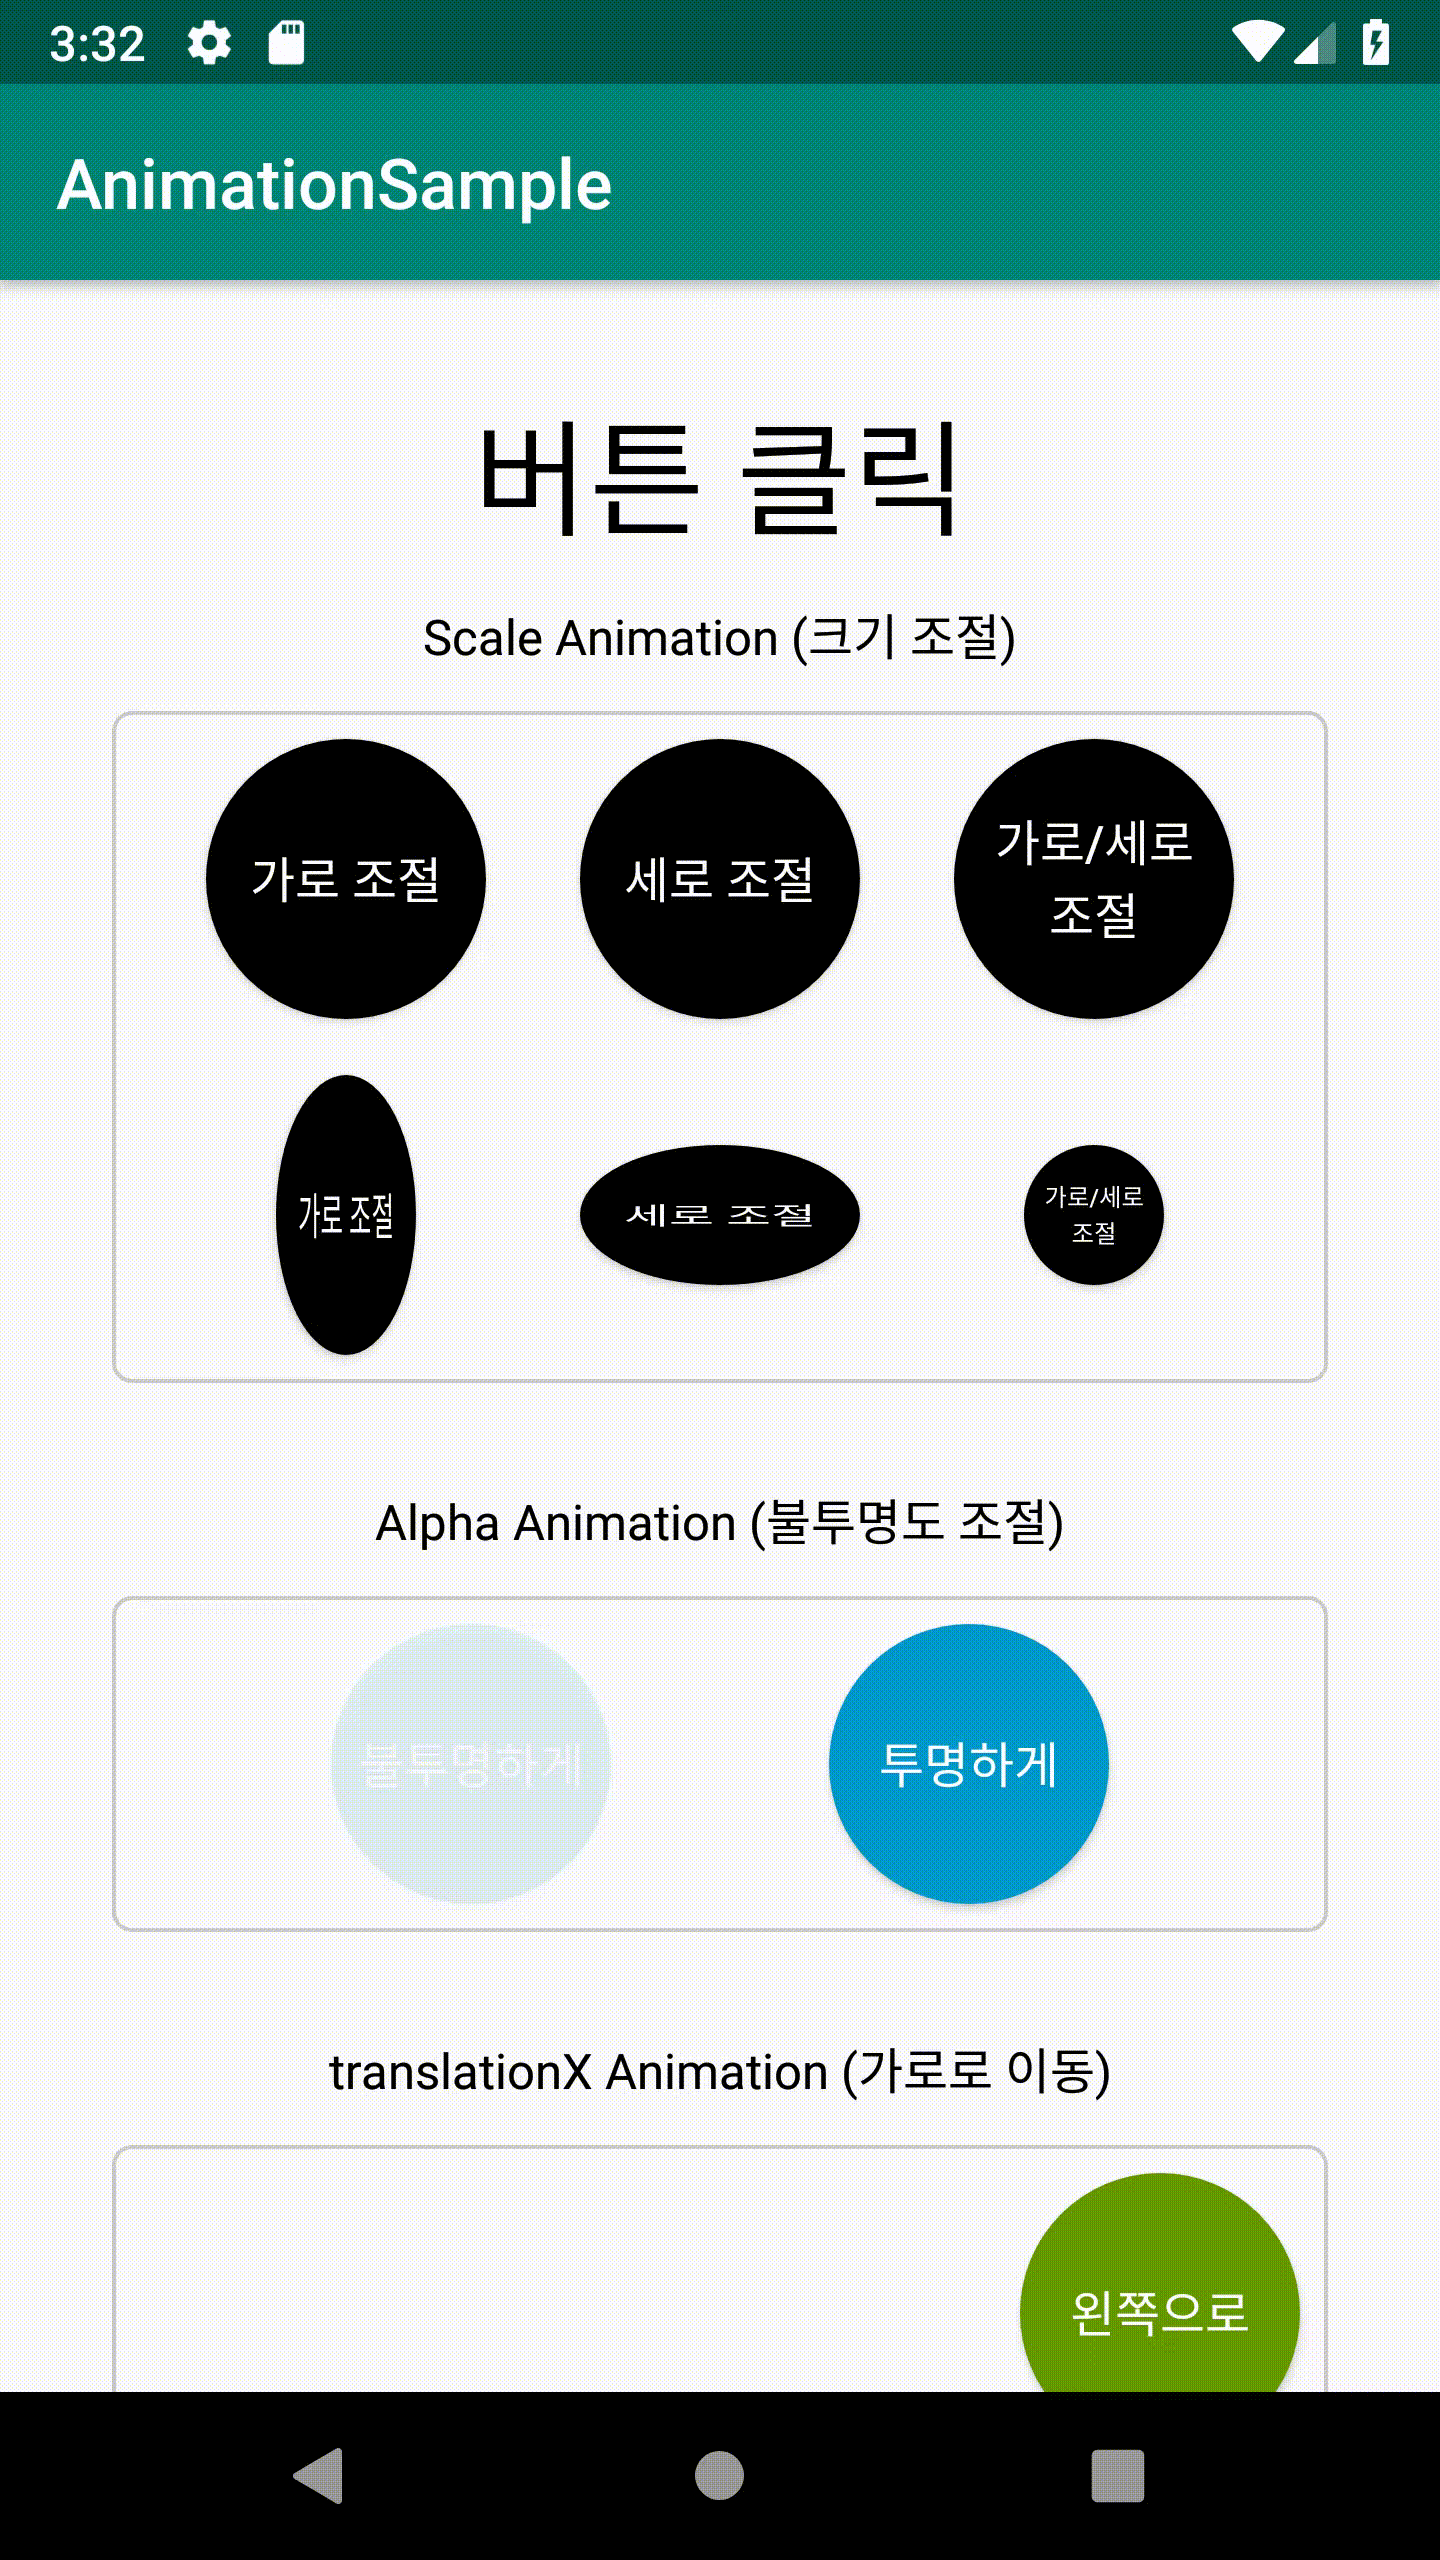 3:32
AnimationSample
버튼 클릭
Scale Animation (크기 조절)
가로 조절
세로 조절
가로/세로
조절
가로 조절
세로 조절
가로/세로
조절
Alpha Animation (불투명도 조절)
불투명하게
투명하게
translationX Animation (가로로 이동)
왼쪽으로